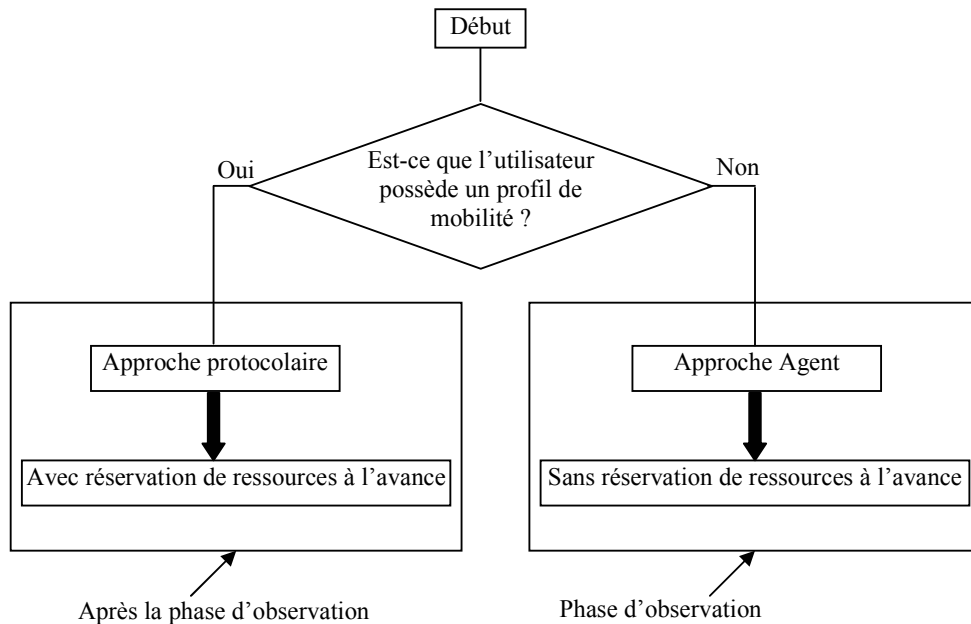 Début
Est-ce que l’utilisateur
possède un profil de
mobilité ?
Oui
Non
Approche protocolaire
Avec réservation de ressources à l’avance
Après la phase d’observation
Approche Agent
Sans réservation de ressources à l’avance
Phase d’observation